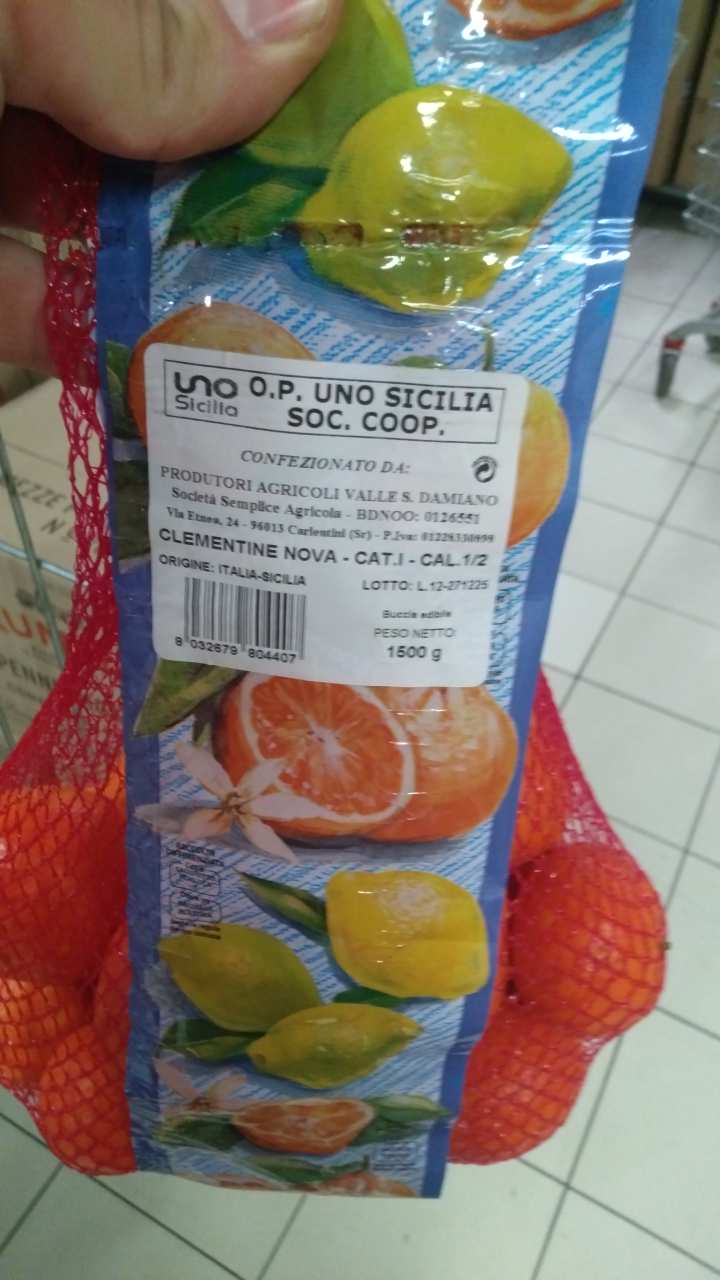 uno
Sicilia
O.P. UNO SICILIA
SOC. COOP.
CONFEZIONATO DA:
PRODUTORI AGRICOLI VALLE S. DAMIANO
Società Semplice Agricola - BDNOO: 0126551
Via Etnea, 24 - 96013 Carlentini (Sr) - P.Iva: 01228330899
CLEMENTINE NOVA - CAT.I - CAL.1/2
ORIGINE: ITALIA-SICILIA
LOTTO: L.12-271225
Buccia edibile
PESO NETTO:
1500 g
8 032679 804407